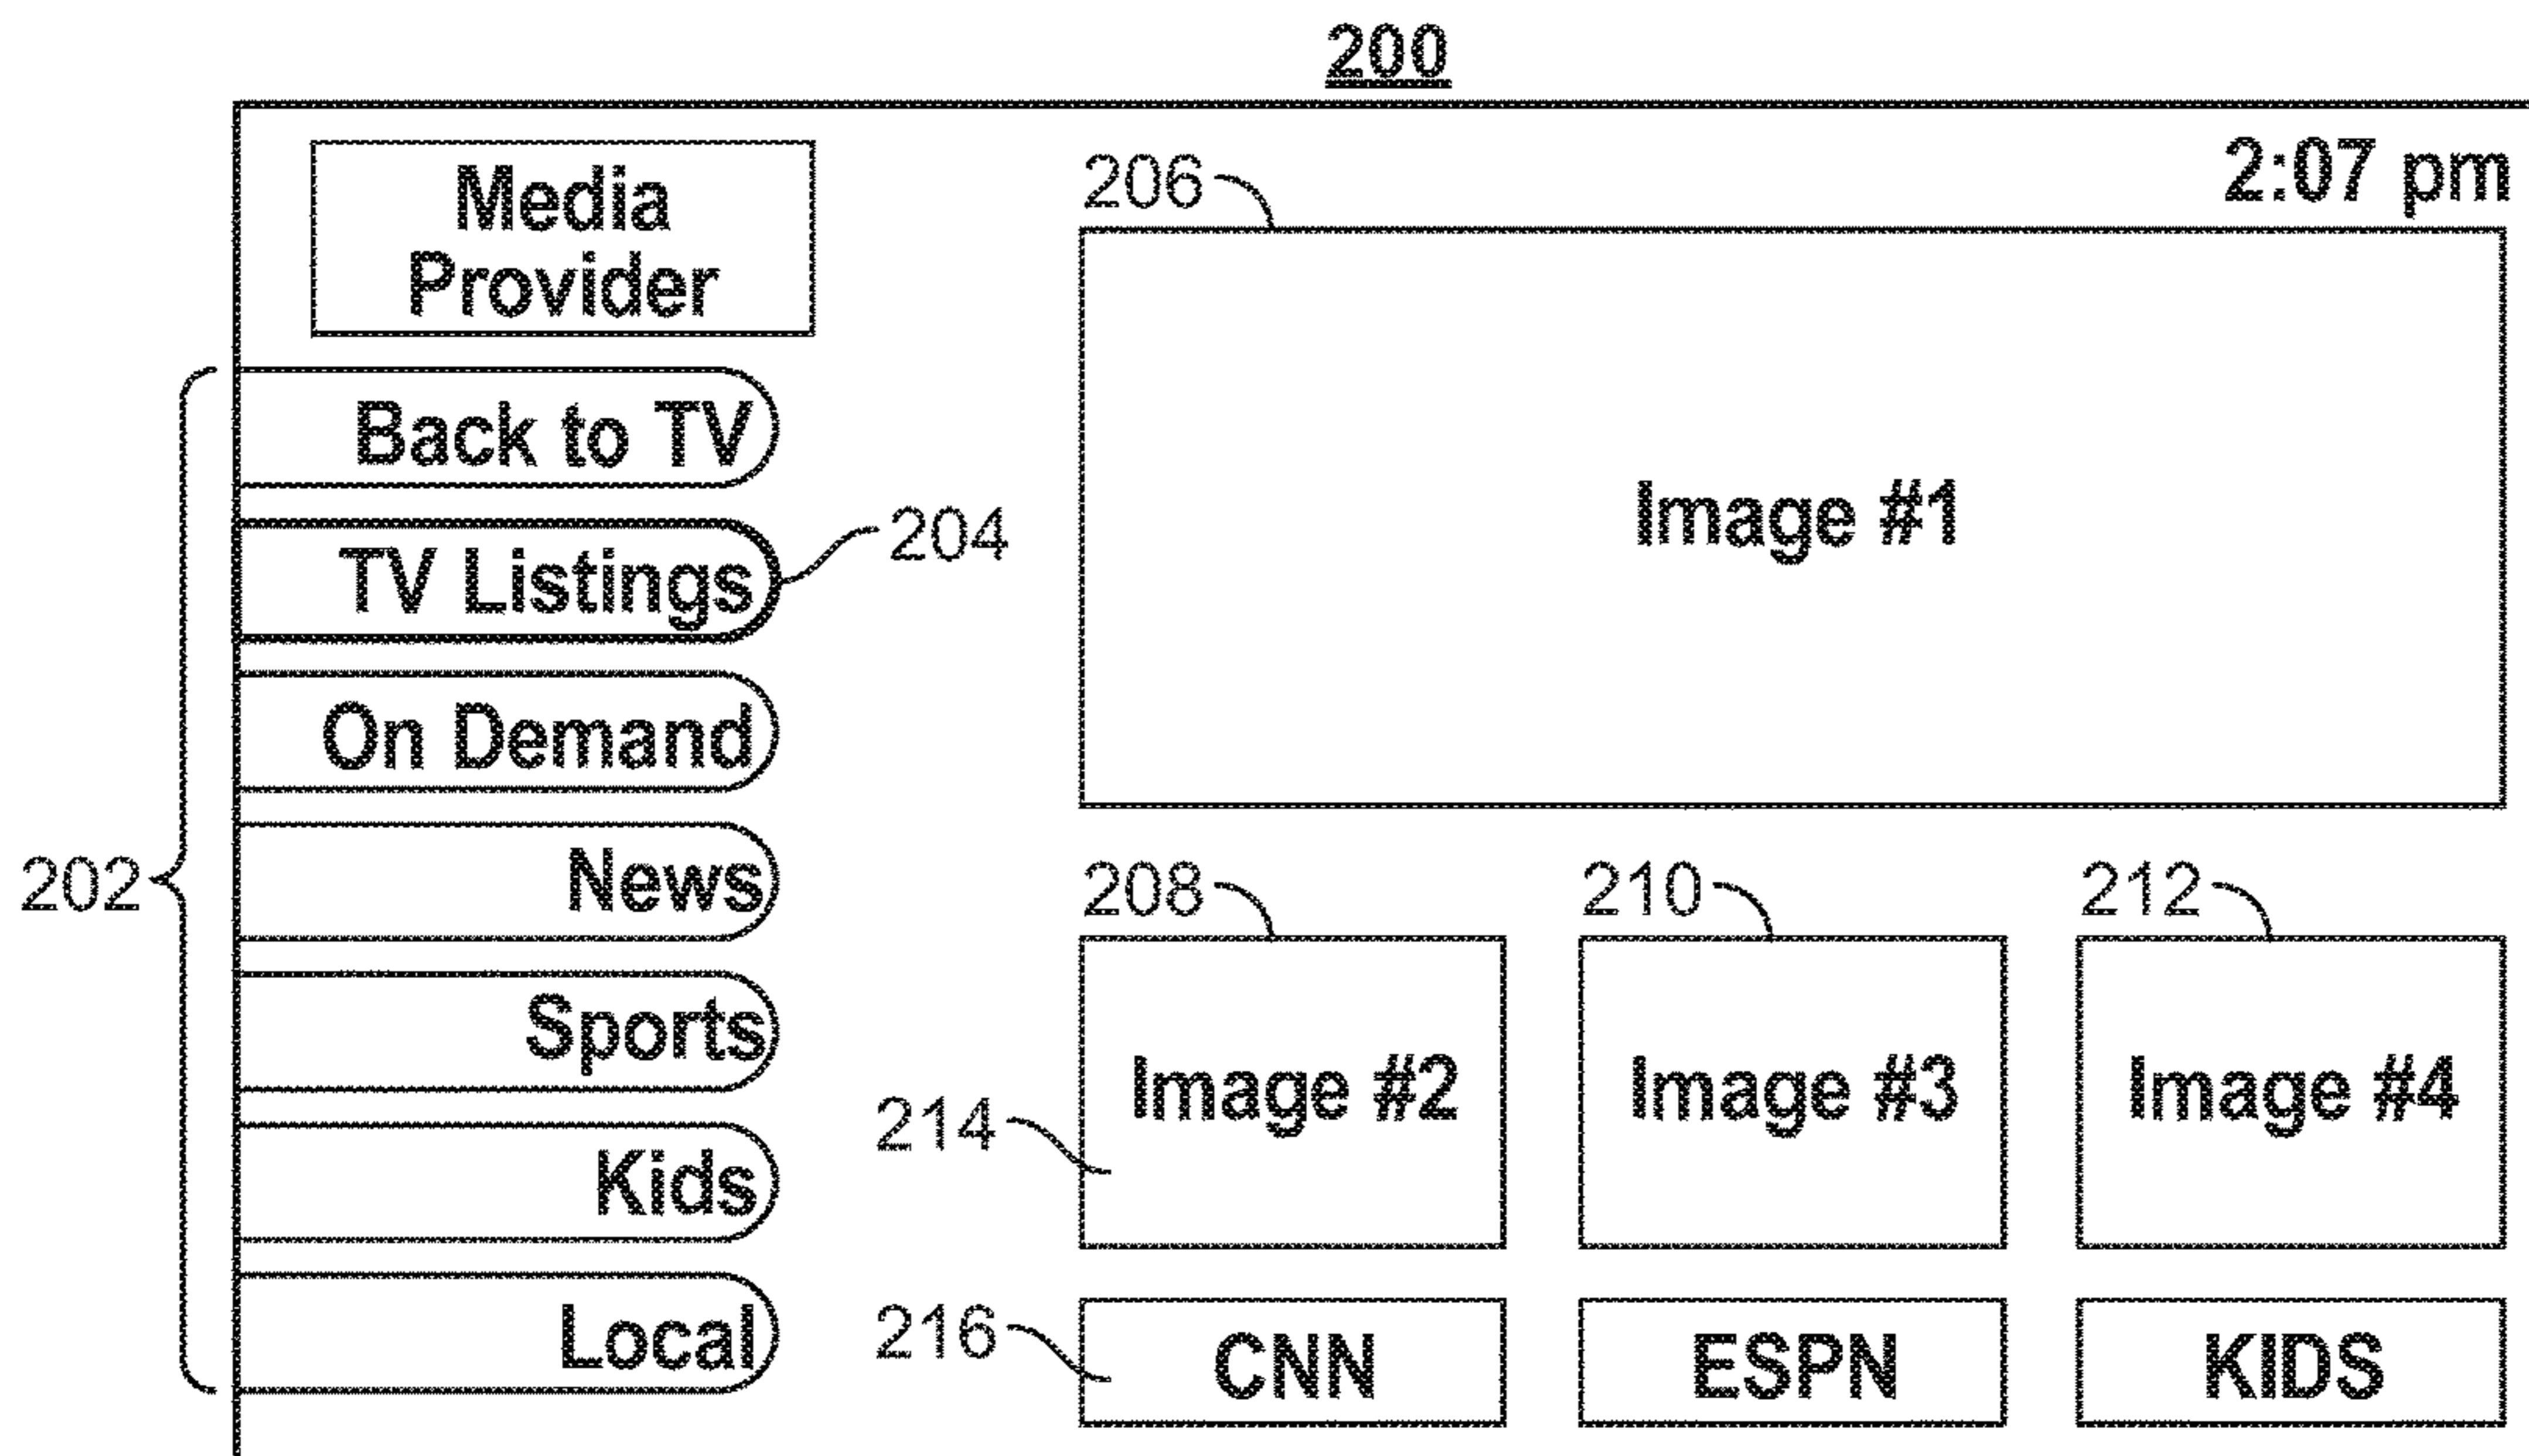 200
2:07 pm
Media
Provider
206
Back to TV
Image #1
TV Listings
204
On Demand
202
News
208
210
212
Sports
Image #2
Image #3
Image #4
214
Kids
216
Local
CNN
ESPN
KIDS